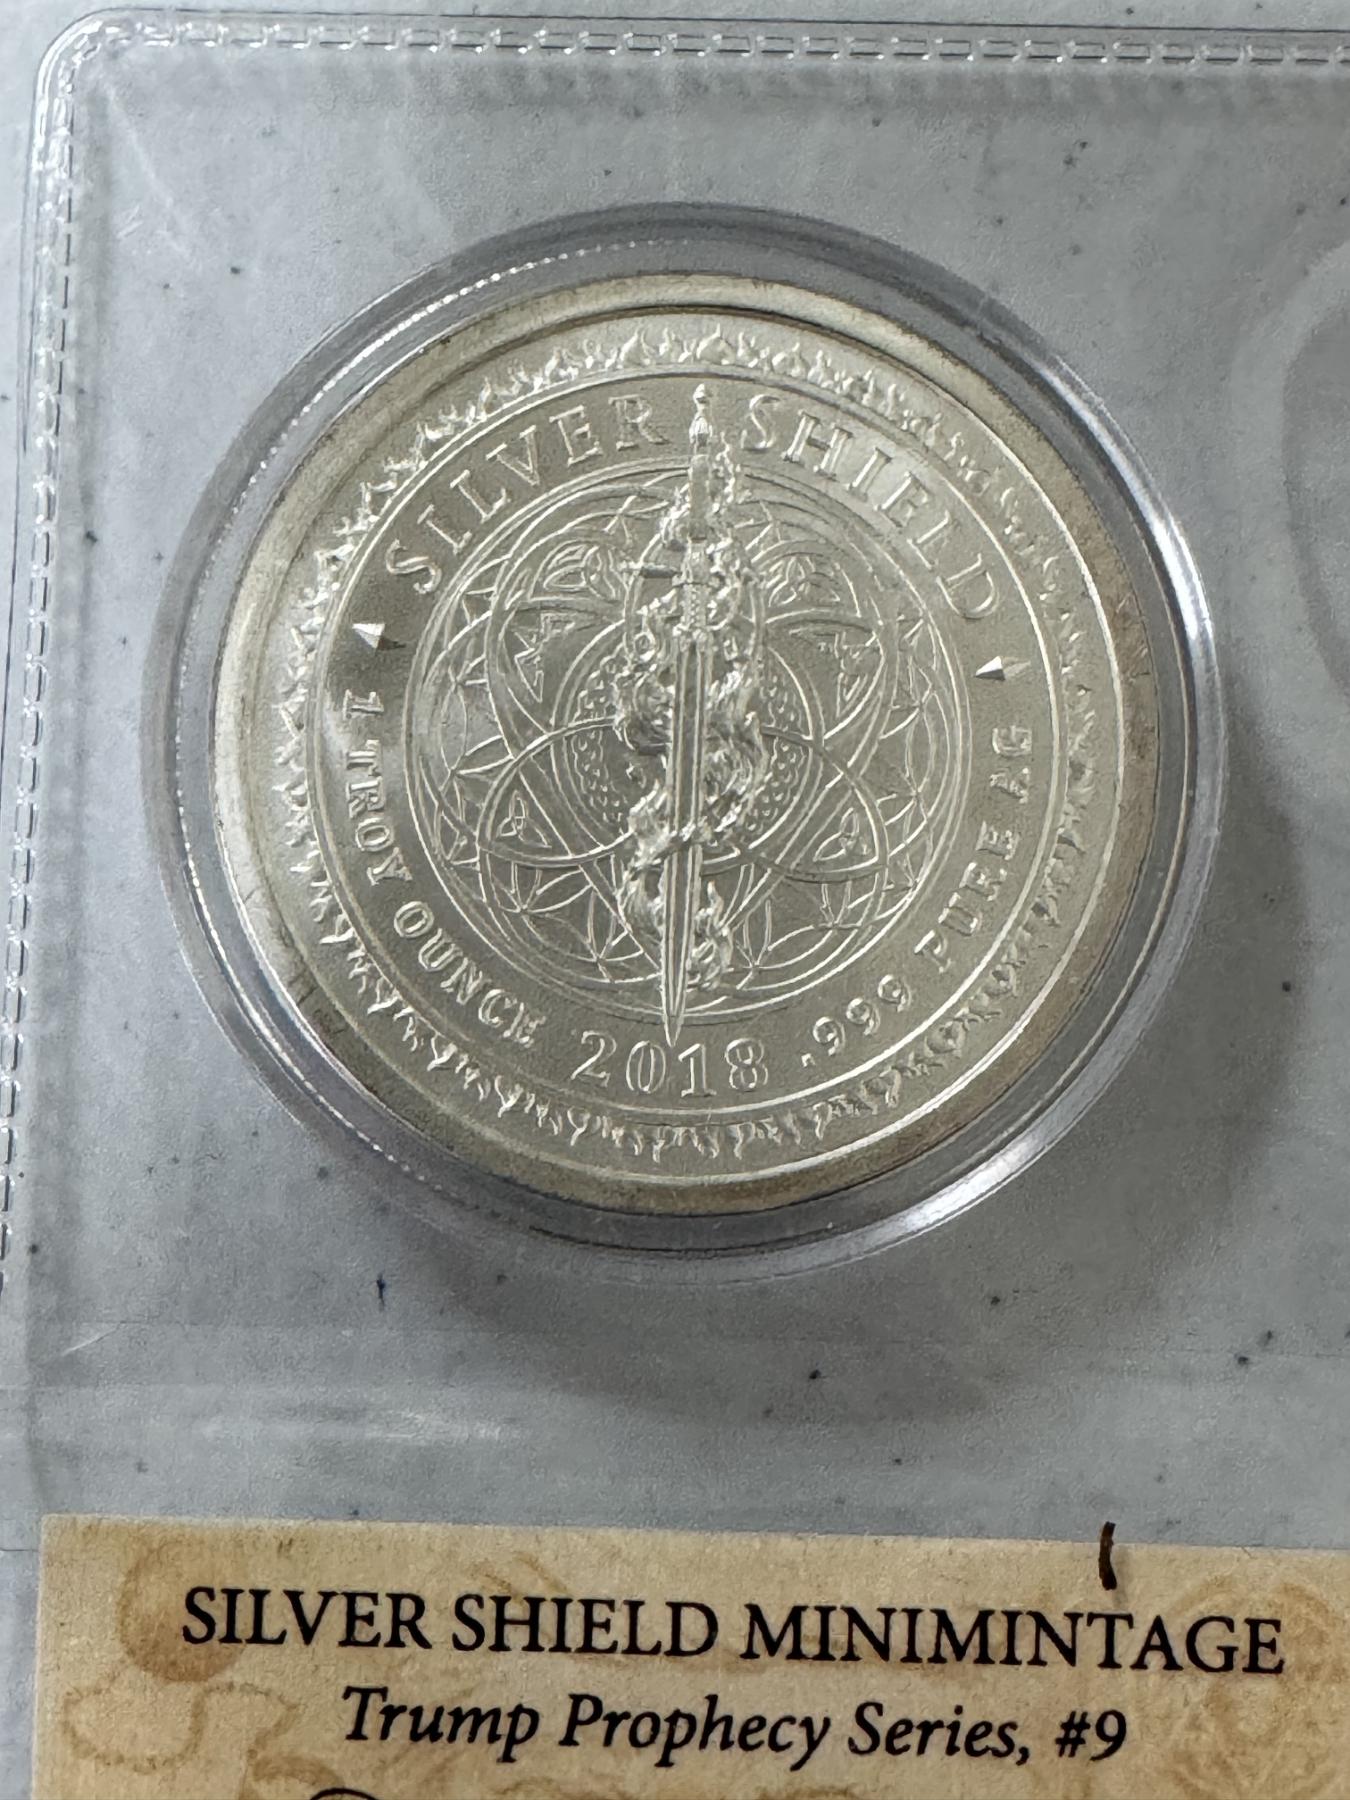 SILVER SHIELD
1 TROY OUNCE 2018 .999 PURE AG
SILVER SHIELD MINIMINTAGE
Trump Prophecy Series, #9